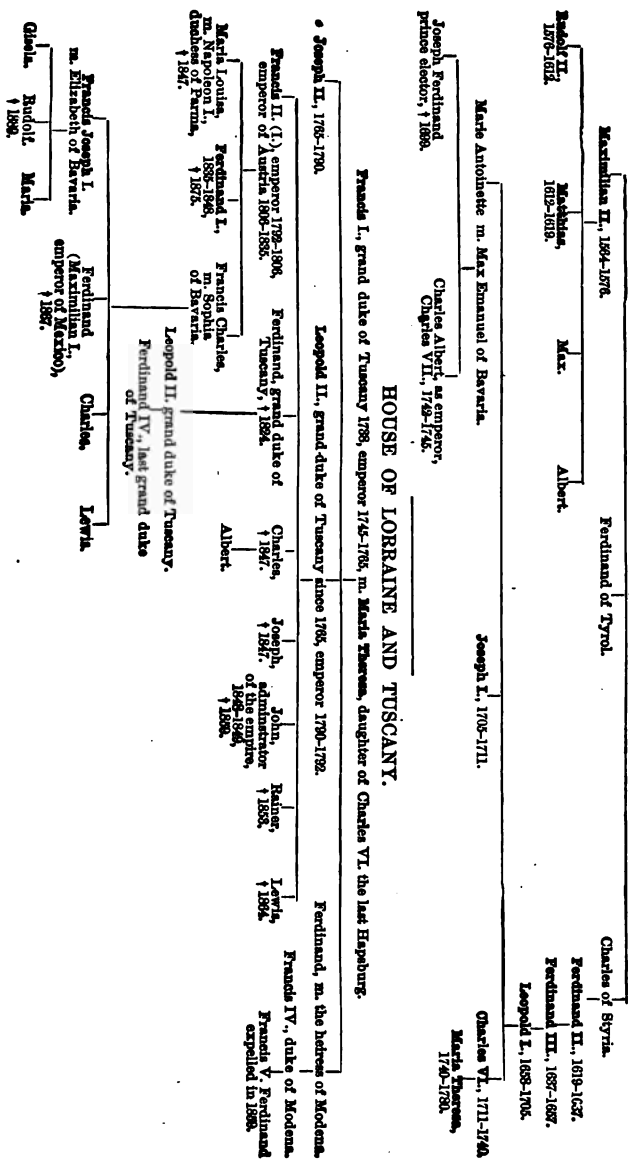 Maximilian II., 1564-1576.
Ferdinand of Tyrol.
Charles of Styria.
Rudolf II.,
1576-1612.
Matthias,
1612-1619.
Max.
Albert.
Ferdinand II., 1619-1637.
Ferdinand III., 1637-1657.
Leopold I., 1658-1705.
Marie Antoinette m. Max Emanuel of Bavaria.
Joseph I., 1705-1711.
Charles VI., 1711-1740.
Joseph Ferdinand
prince elector, † 1699.
Charles Albert, as emperor,
Charles VII., 1742-1745.
Maria Theresa,
1740-1780.
HOUSE OF LORRAINE AND TUSCANY.
Francis I., grand duke of Tuscany 1738, emperor 1745-1765, m. Maria Theresa, daughter of Charles VI. the last Hapsburg.
Joseph II., 1765-1790.
Leopold II., grand-duke of Tuscany since 1765, emperor 1790-1792.
Ferdinand, m. the heiress of Modena.
Francis II. (I.), emperor 1792-1806,
emperor of Austria 1806-1835.
Ferdinand, grand duke of
Tuscany, † 1824.
Charles,
† 1847.
Joseph,
† 1847.
John,
adminstrator
of the empire,
1848-1849,
† 1859.
Rainer,
† 1853.
Lewis,
† 1864.
Francis IV., duke of Modena.
Maria Louisa,
m. Napoleon I.,
duchess of Parma,
† 1847.
Ferdinand I.,
1835-1848,
† 1875.
Francis Charles,
m. Sophia
of Bavaria.
Albert.
Francis V. Ferdinand
expelled in 1859.
Leopold II. grand duke of Tuscany.
Ferdinand IV., last grand duke
of Tuscany.
Francis Joseph I.
m. Elizabeth of Bavaria.
Ferdinand
(Maximilian I.,
emperor of Mexico),
† 1867.
Charles.
Lewis.
Gisela.
Rudolf.
† 1889.
Maria.